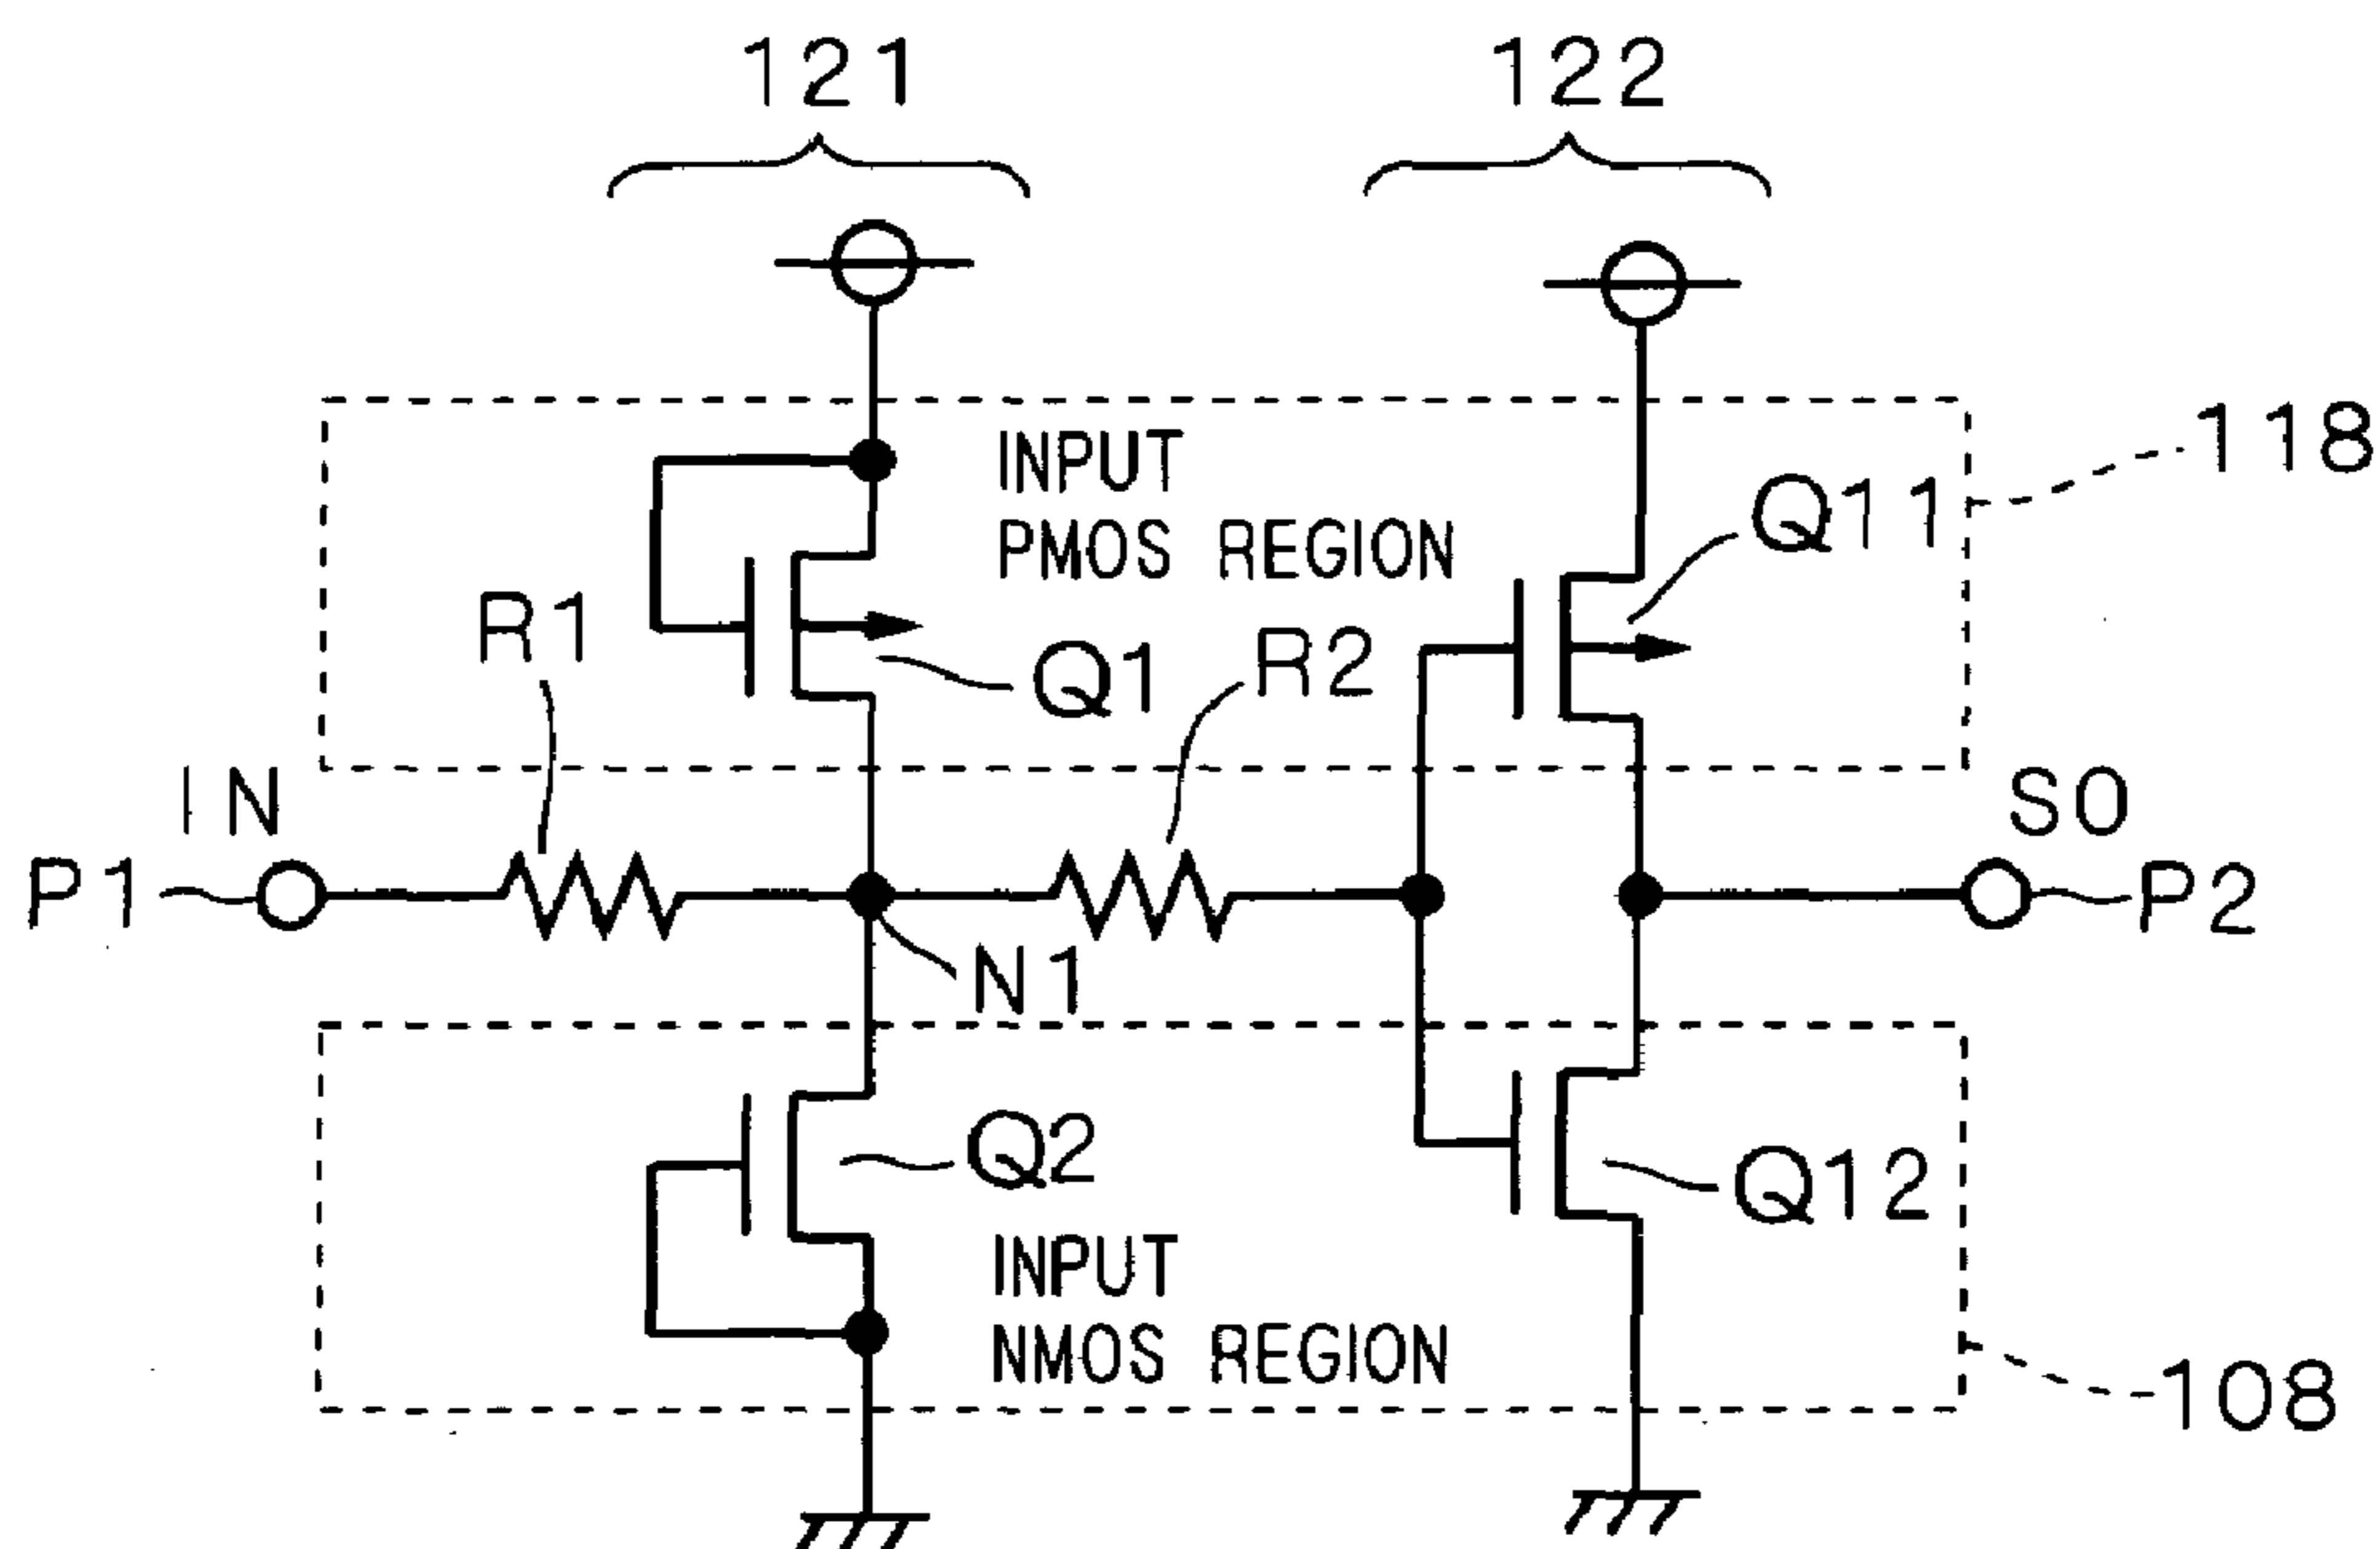 121
122
INPUT
PMOS REGION
118
Q11
R1
Q1
R2
IN
SO
P1
P2
N1
Q2
Q12
INPUT
NMOS REGION
108